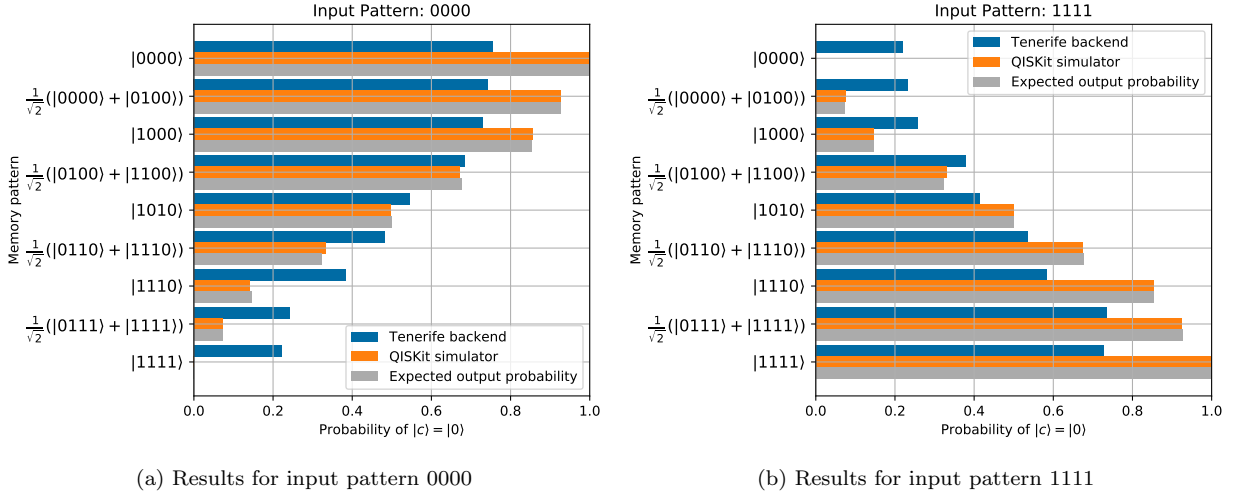 Input Pattern: 0000
Memory pattern
|0000⟩
1/√2(|0000⟩ + |0100⟩)
|1000⟩
1/√2(|0100⟩ + |1100⟩)
|1010⟩
1/√2(|0110⟩ + |1110⟩)
|1110⟩
1/√2(|0111⟩ + |1111⟩)
|1111⟩
Tenerife backend
QISKit simulator
Expected output probability
0.0 0.2 0.4 0.6 0.8 1.0
Probability of |c⟩ = |0⟩
(a) Results for input pattern 0000
Input Pattern: 1111
Memory pattern
|0000⟩
1/√2(|0000⟩ + |0100⟩)
|1000⟩
1/√2(|0100⟩ + |1100⟩)
|1010⟩
1/√2(|0110⟩ + |1110⟩)
|1110⟩
1/√2(|0111⟩ + |1111⟩)
|1111⟩
Tenerife backend
QISKit simulator
Expected output probability
0.0 0.2 0.4 0.6 0.8 1.0
Probability of |c⟩ = |0⟩
(b) Results for input pattern 1111